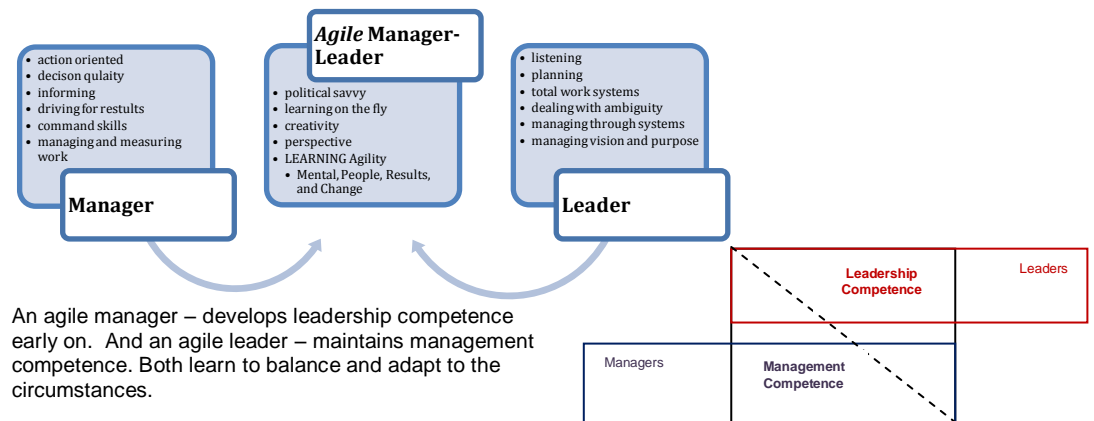 • action oriented
• decison qulaity
• informing
• driving for restults
• command skills
• managing and measuring
work
Manager
Agile Manager-
Leader
• political savvy
• learning on the fly
• creativity
• perspective
• LEARNING Agility
• Mental, People, Results,
and Change
• listening
• planning
• total work systems
• dealing with ambiguity
• managing through systems
• managing vision and purpose
Leader
An agile manager – develops leadership competence
early on.  And an agile leader – maintains management
competence. Both learn to balance and adapt to the
circumstances.
Leadership
Competence
Leaders
Managers
Management
Competence